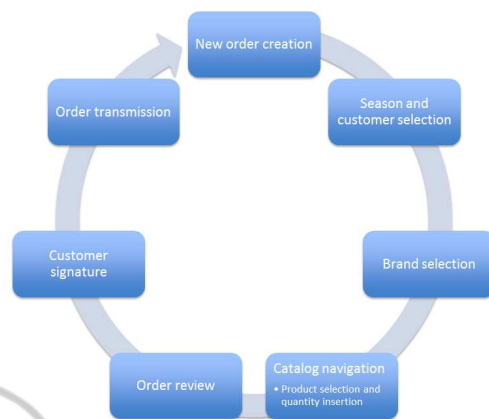 New order creation
Season and
customer selection
Brand selection
Catalog navigation
• Product selection and
quantity insertion
Order review
Customer
signature
Order transmission